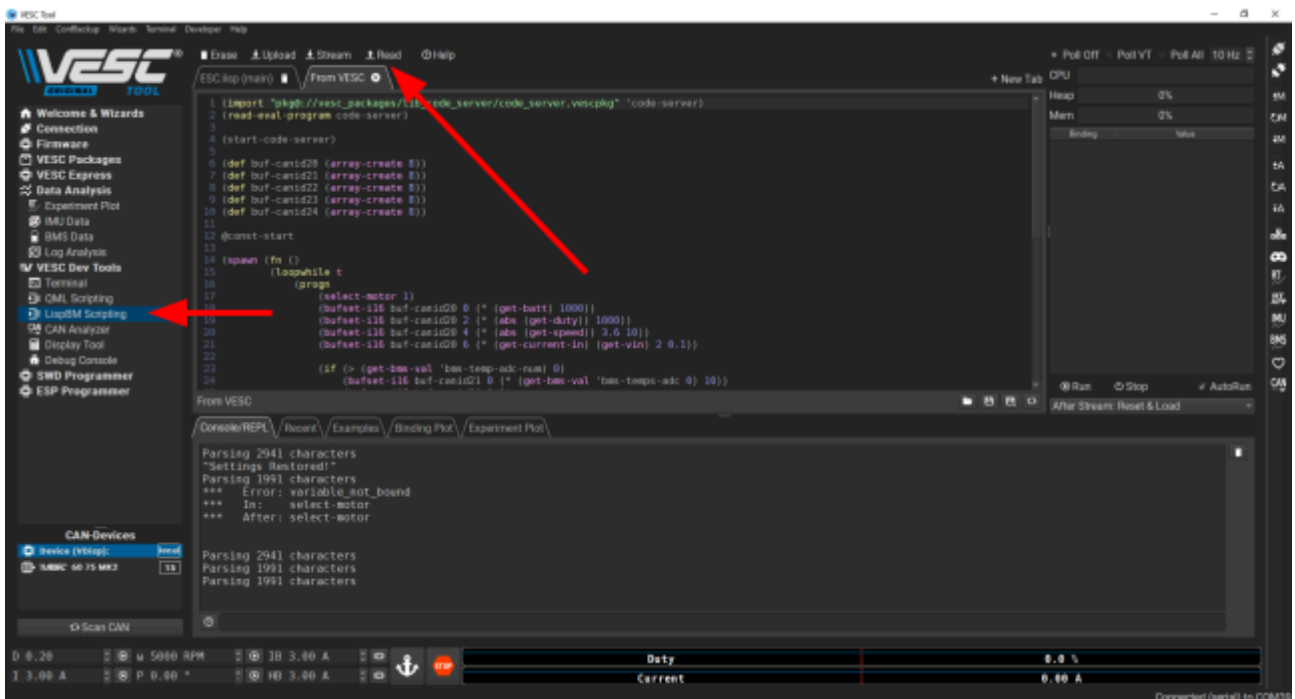 VESC Tool
File Edit ConfBackup Wizards Terminal Developer Help
VESC
ORIGINAL TOOL
Welcome & Wizards
Connection
Firmware
VESC Packages
VESC Express
Data Analysis
Experiment Plot
IMU Data
BMS Data
Log Analysis
VESC Dev Tools
Terminal
QML Scripting
LispBM Scripting
CAN Analyzer
Display Tool
Debug Console
SWD Programmer
ESP Programmer
CAN-Devices
Device (VDisp): local
60 75 MK2 15
Scan CAN
Erase Upload Stream Read Help
ESC.lisp (main) From VESC + New Tab
1 (import "pkg@://vesc_packages/lib_code_server/code_server.vescpkg" 'code-server)
2 (read-eval-program code-server)
3
4 (start-code-server)
5
6 (def buf-canid20 (array-create 8))
7 (def buf-canid21 (array-create 8))
8 (def buf-canid22 (array-create 8))
9 (def buf-canid23 (array-create 8))
10 (def buf-canid24 (array-create 8))
11
12 @const-start
13
14 (spawn (fn ()
15 (loopwhile t
16 (progn
17 (select-motor 1)
18 (bufset-i16 buf-canid20 0 (* (get-batt) 1000))
19 (bufset-i16 buf-canid20 2 (* (abs (get-duty)) 1000))
20 (bufset-i16 buf-canid20 4 (* (abs (get-speed)) 3.6 10))
21 (bufset-i16 buf-canid20 6 (* (get-current-in) (get-vin) 2 0.1))
22
23 (if (> (get-bms-val 'bms-temp-adc-num) 0)
24 (bufset-i16 buf-canid21 0 (* (get-bms-val 'bms-temps-adc 0) 10))
From VESC
Poll Off Poll VT Poll All 10 Hz
CPU
Heap 0%
Mem 0%
Binding Value
Run Stop AutoRun
After Stream: Reset & Load
Console/REPL Recent Examples Binding Plot Experiment Plot
Parsing 2941 characters
"Settings Restored!"
Parsing 1991 characters
*** Error: variable_not_bound
*** In: select-motor
*** After: select-motor
Parsing 2941 characters
Parsing 1991 characters
Parsing 1991 characters
D 0.20 ω 5000 RPM IB 3.00 A
I 3.00 A P 0.00 ° HB 3.00 A
STOP
Duty 0.0 %
Current 0.00 A
Connected (serial) to